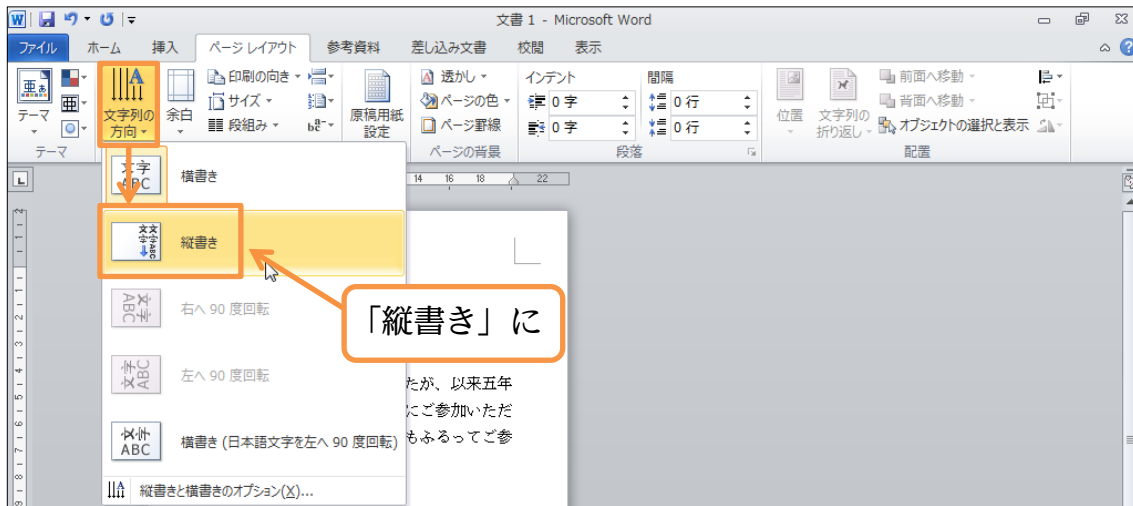 文書 1 - Microsoft Word
ファイル ホーム 挿入 ページ レイアウト 参考資料 差し込み文書 校閲 表示
亜あ
テーマ
亜
文字列の
方向
余白
印刷の向き
サイズ
段組み
原稿用紙
設定
透かし
ページの色
ページ罫線
インデント
0 字
0 字
間隔
0 行
0 行
位置
文字列の
折り返し
前面へ移動
背面へ移動
オブジェクトの選択と表示
テーマ ページの背景 段落 配置
文字
ABC
横書き
14 16 18 22
縦書き
右へ 90 度回転
左へ 90 度回転
横書き (日本語文字を左へ 90 度回転)
縦書きと横書きのオプション(X)...
「縦書き」に
たが、以来五年
にご参加いただ
もふるってご参